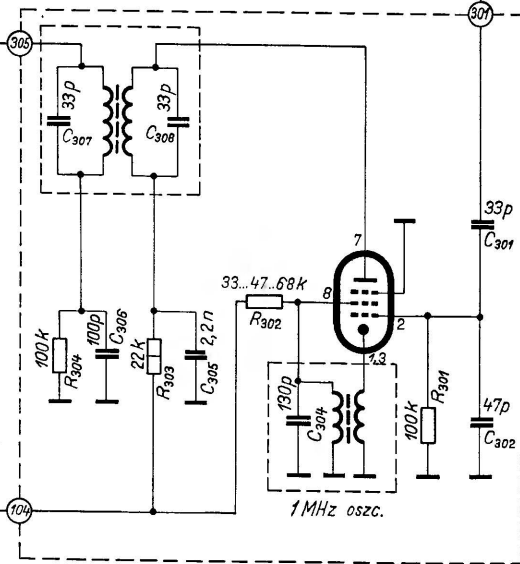 301
305
33p
C307
33p
C308
33p
C301
7
33...47..68k
8
R302
2
1,3
100k
R304
100p
C306
22k
R303
2,2n
C305
130p
C304
100k
R301
47p
C302
104
1 MHz oszc.